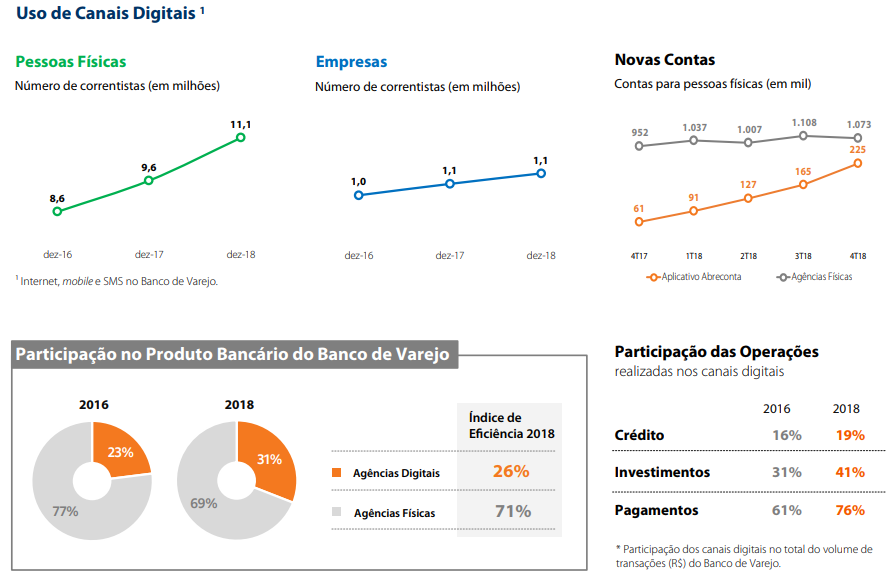 Uso de Canais Digitais ¹
Pessoas Físicas
Número de correntistas (em milhões)
8,6
9,6
11,1
dez-16
dez-17
dez-18
Empresas
Número de correntistas (em milhões)
1,0
1,1
1,1
dez-16
dez-17
dez-18
Novas Contas
Contas para pessoas físicas (em mil)
952
1.037
1.007
1.108
1.073
61
91
127
165
225
4T17
1T18
2T18
3T18
4T18
Aplicativo Abreconta
Agências Físicas
¹ Internet, mobile e SMS no Banco de Varejo.
Participação no Produto Bancário do Banco de Varejo
2016
23%
77%
2018
31%
69%
Índice de
Eficiência 2018
Agências Digitais
26%
Agências Físicas
71%
Participação das Operações
realizadas nos canais digitais
2016 2018
Crédito 16% 19%
Investimentos 31% 41%
Pagamentos 61% 76%
* Participação dos canais digitais no total do volume de
transações (R$) do Banco de Varejo.